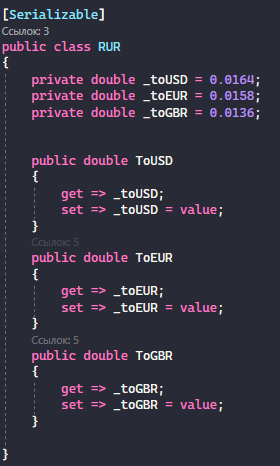 [Serializable]
Ссылок: 3
public class RUR
{
    private double _toUSD = 0.0164;
    private double _toEUR = 0.0158;
    private double _toGBR = 0.0136;

    public double ToUSD
    {
        get => _toUSD;
        set => _toUSD = value;
    }
    Ссылок: 5
    public double ToEUR
    {
        get => _toEUR;
        set => _toEUR = value;
    }
    Ссылок: 5
    public double ToGBR
    {
        get => _toGBR;
        set => _toGBR = value;
    }

}